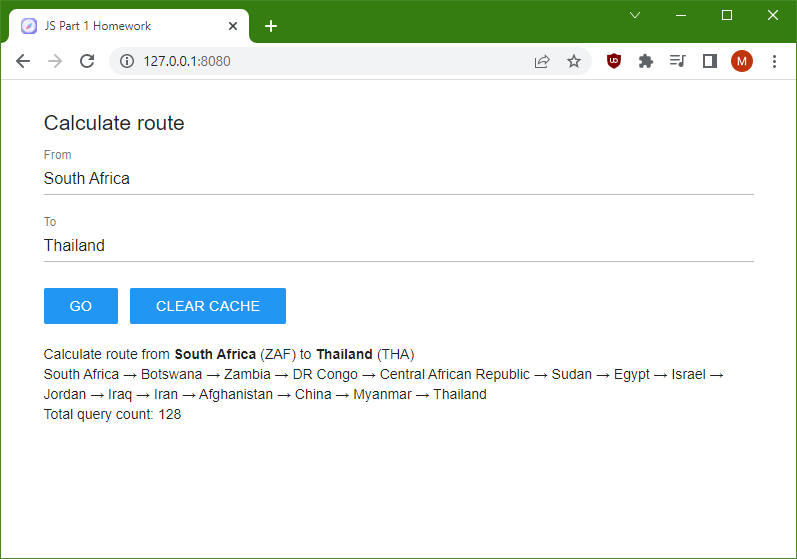 JS Part 1 Homework
127.0.0.1:8080
M
Calculate route
From
South Africa
To
Thailand
GO CLEAR CACHE
Calculate route from South Africa (ZAF) to Thailand (THA)
South Africa → Botswana → Zambia → DR Congo → Central African Republic → Sudan → Egypt → Israel →
Jordan → Iraq → Iran → Afghanistan → China → Myanmar → Thailand
Total query count: 128